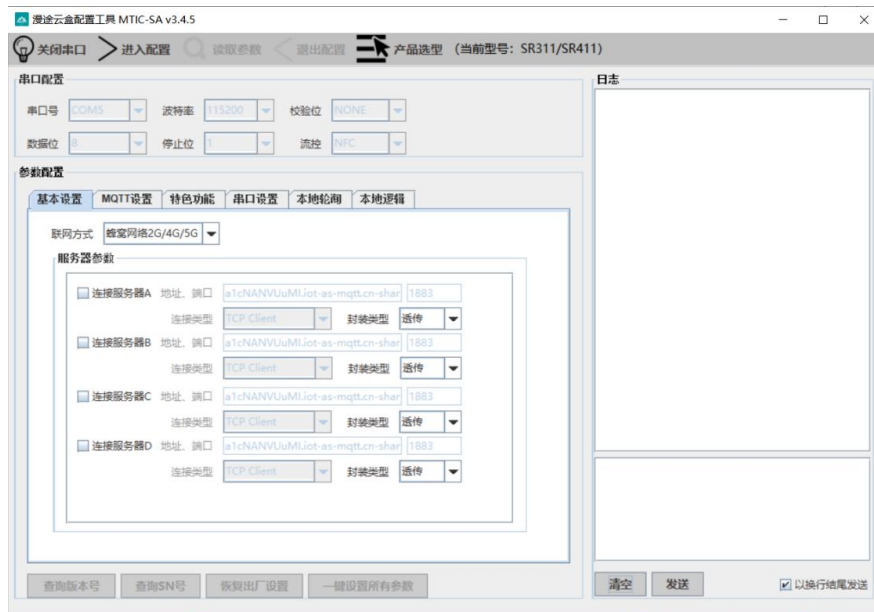 漫途云盒配置工具 MTIC-SA v3.4.5
关闭串口 进入配置 读取参数 退出配置 产品选型 (当前型号: SR311/SR411)
串口配置
串口号 COM5 波特率 115200 校验位 NONE
数据位 8 停止位 1 流控 NFC
参数配置
基本设置 MQTT设置 特色功能 串口设置 本地轮询 本地逻辑
联网方式 蜂窝网络2G/4G/5G
服务器参数
连接服务器A 地址、端口 a1cNANVUuMI.iot-as-mqtt.cn-shar 1883
连接类型 TCP Client 封装类型 透传
连接服务器B 地址、端口 a1cNANVUuMI.iot-as-mqtt.cn-shar 1883
连接类型 TCP Client 封装类型 透传
连接服务器C 地址、端口 a1cNANVUuMI.iot-as-mqtt.cn-shar 1883
连接类型 TCP Client 封装类型 透传
连接服务器D 地址、端口 a1cNANVUuMI.iot-as-mqtt.cn-shar 1883
连接类型 TCP Client 封装类型 透传
查询版本号 查询SN号 恢复出厂设置 一键设置所有参数
日志
清空 发送 以换行结尾发送